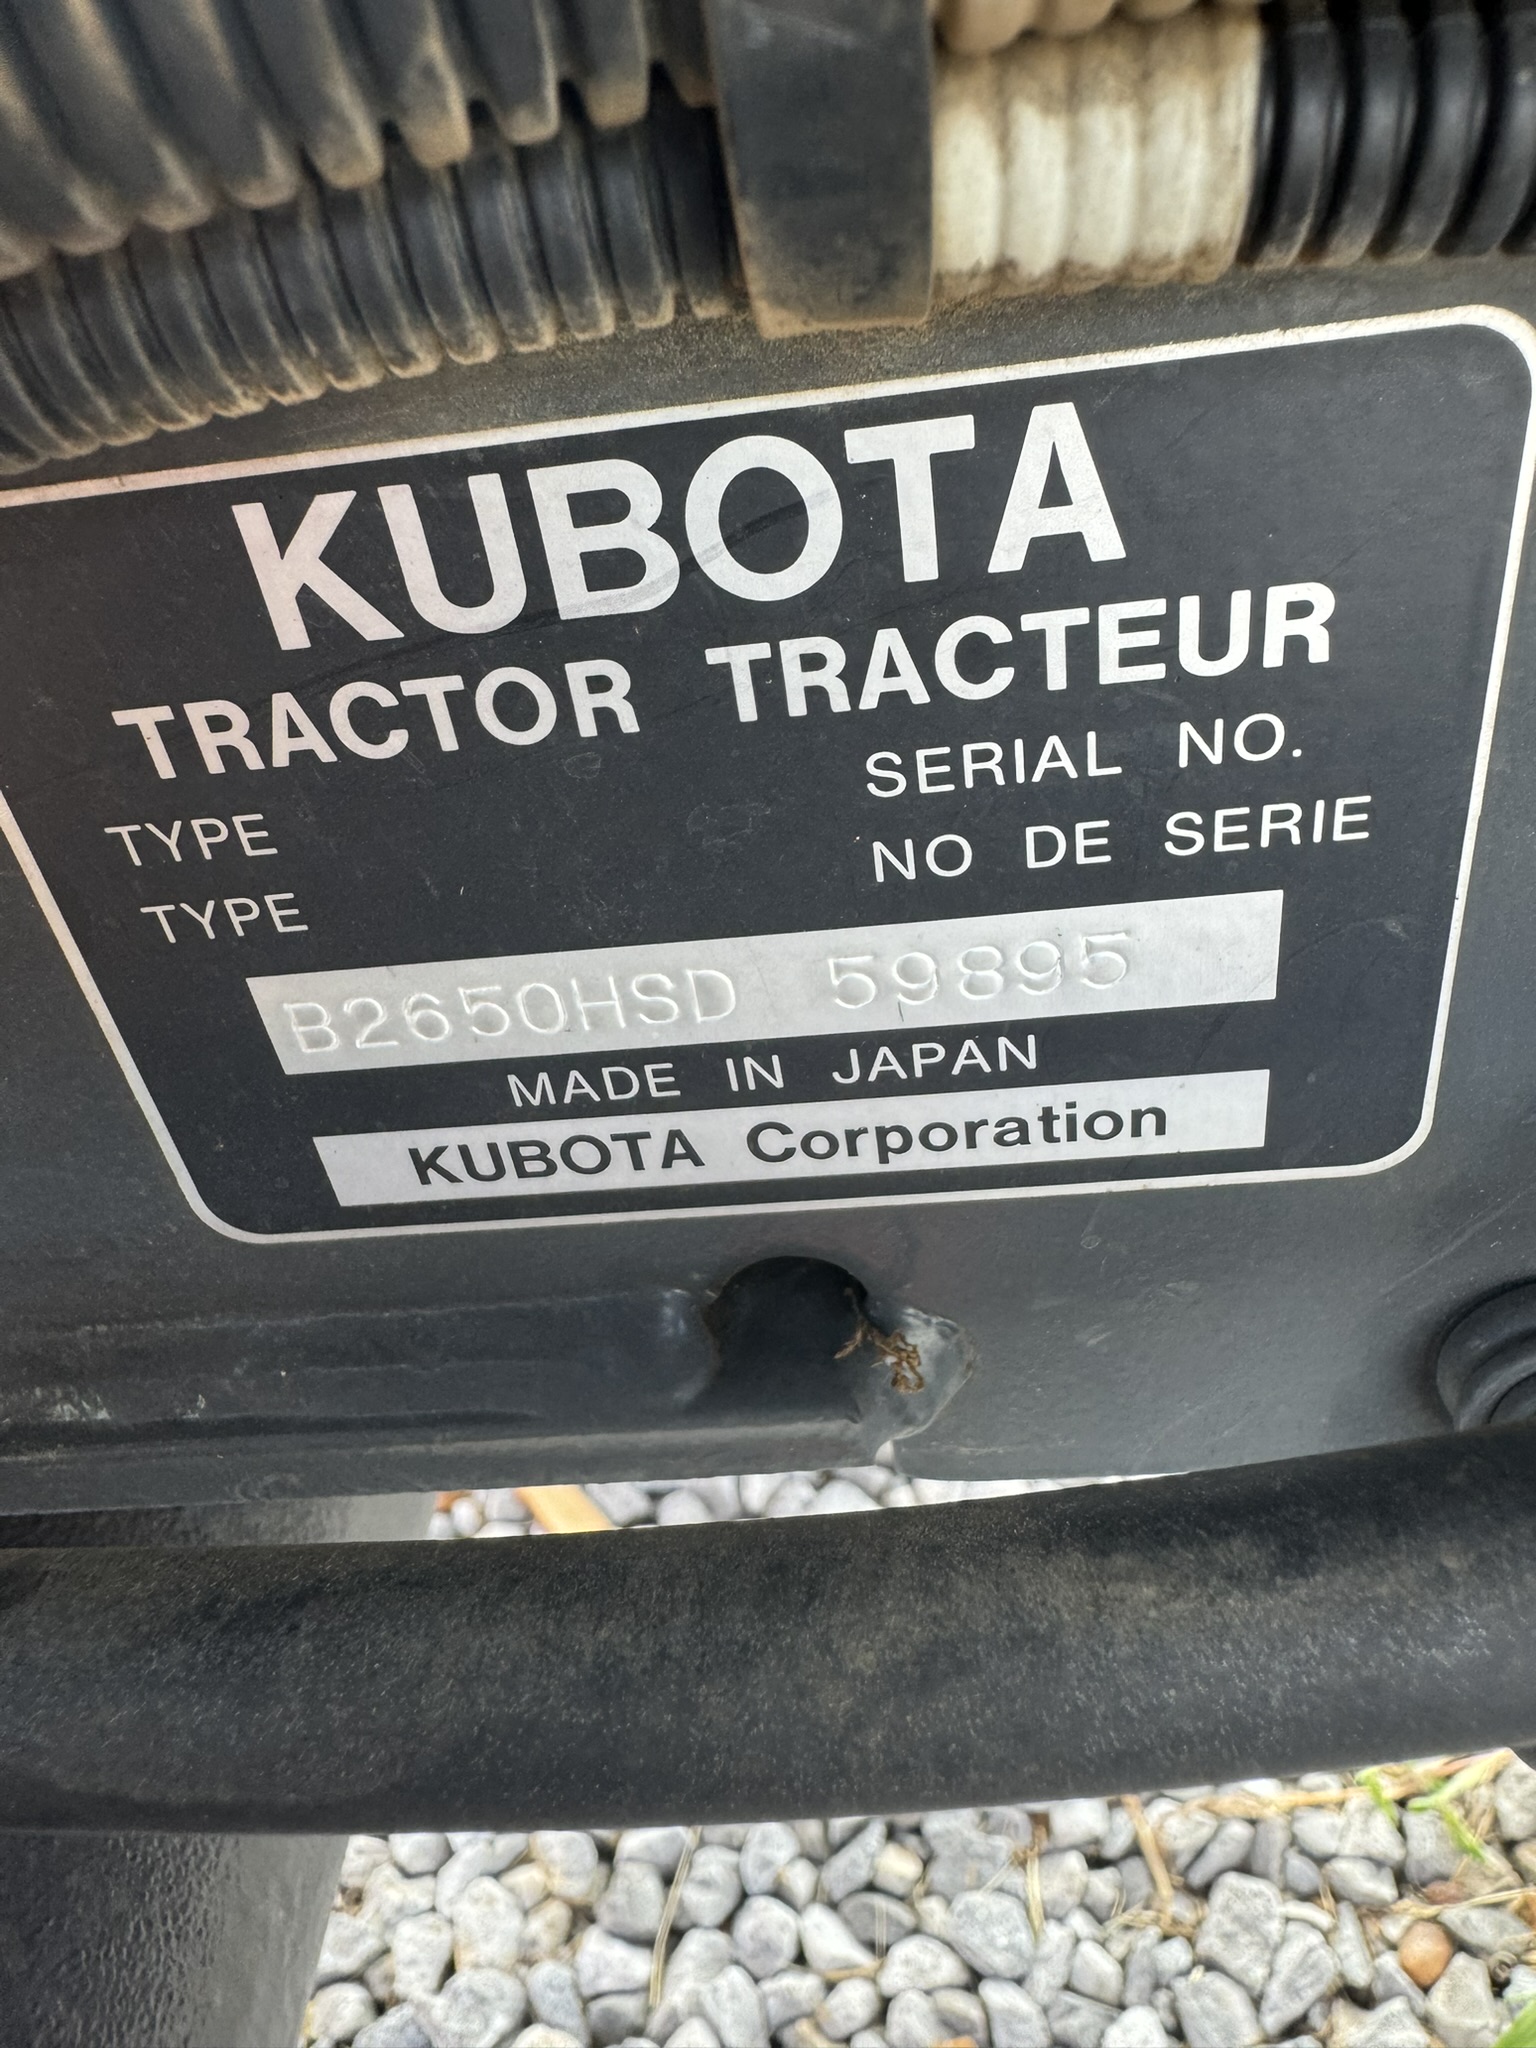 KUBOTA
TRACTOR TRACTEUR
TYPE SERIAL NO.
TYPE NO DE SERIE
B2650HSD 59895
MADE IN JAPAN
KUBOTA Corporation